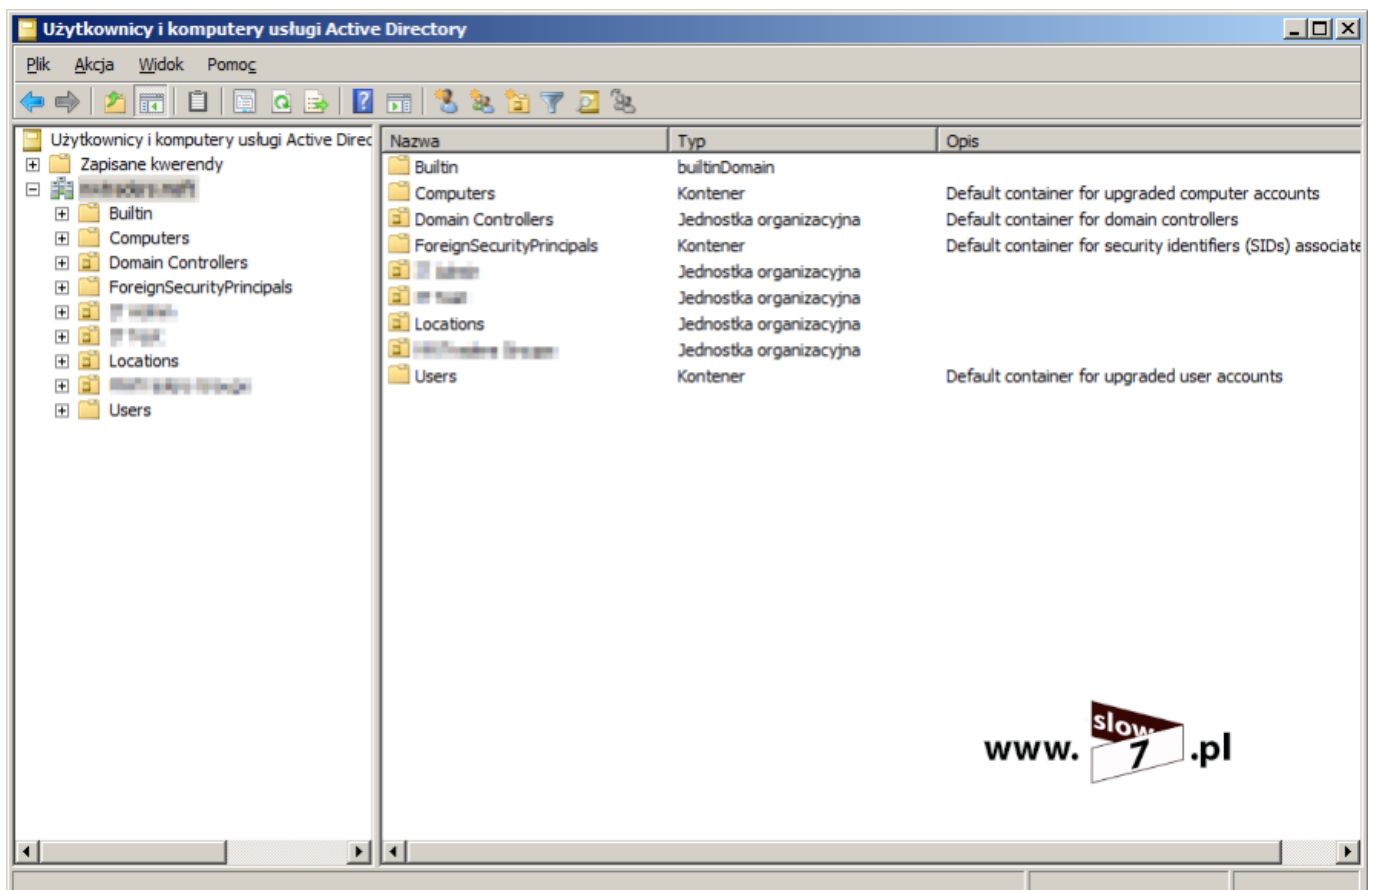 Użytkownicy i komputery usługi Active Directory
Plik Akcja Widok Pomoc
Użytkownicy i komputery usługi Active Direc
Zapisane kwerendy
Builtin
Computers
Domain Controllers
ForeignSecurityPrincipals
Locations
Users
Nazwa Typ Opis
Builtin builtinDomain
Computers Kontener Default container for upgraded computer accounts
Domain Controllers Jednostka organizacyjna Default container for domain controllers
ForeignSecurityPrincipals Kontener Default container for security identifiers (SIDs) associate
Jednostka organizacyjna
Jednostka organizacyjna
Locations Jednostka organizacyjna
Jednostka organizacyjna
Users Kontener Default container for upgraded user accounts
www.slow7.pl